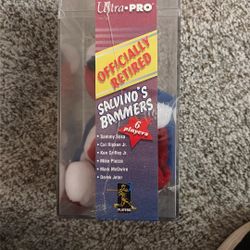 Ultra•PRO®
OFFICIALLY
RETIRED
SALVINO'S
BAMMERS
6
players
• Sammy Sosa
• Cal Ripken Jr.
• Ken Griffey Jr.
• Mike Piazza
• Mark McGwire
• Derek Jeter
PLAYERS